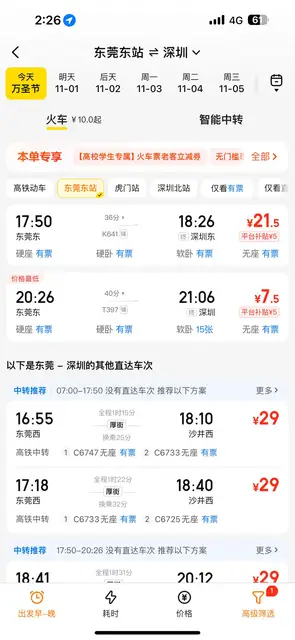 2:26 4G 6
东莞东站 ⇌ 深圳
今天 明天 后天 周一 周二 周三
万圣节 11-01 11-02 11-03 11-04 11-05
火车 ¥10.0起 智能中转
本单专享 【高校学生专属】火车票老客立减券 无门槛 全部 >
高铁动车 东莞东站 虎门站 深圳北站 仅看有票 仅看直
17:50 36分 18:26 ¥21.5
东莞东 K641 终 深圳东 平台补贴¥5
硬座 有票 硬卧 有票 软卧 有票 无座 有票
价格最低
20:26 40分 21:06 ¥7.5
东莞东 T397 终 深圳 平台补贴¥5
硬座 有票 硬卧 有票 软卧 15张 无座 有票
以下是东莞 – 深圳的其他直达车次
中转推荐 07:00-17:50 没有直达车次 推荐以下方案 更多 >
16:55 全程1时15分 18:10 ¥29
东莞西 厚街 沙井西
换乘25分
高铁中转 1 C6747 无座 有票 2 C6733 无座 有票
17:18 全程1时22分 18:40 ¥29
东莞西 厚街 沙井西
换乘32分
高铁中转 1 C6733 无座 有票 2 C6725 无座 有票
中转推荐 17:50-20:26 没有直达车次 推荐以下方案 更多 >
18:41 全程1时31分 20:12 ¥29
出发早-晚 耗时 价格 高级筛选 1